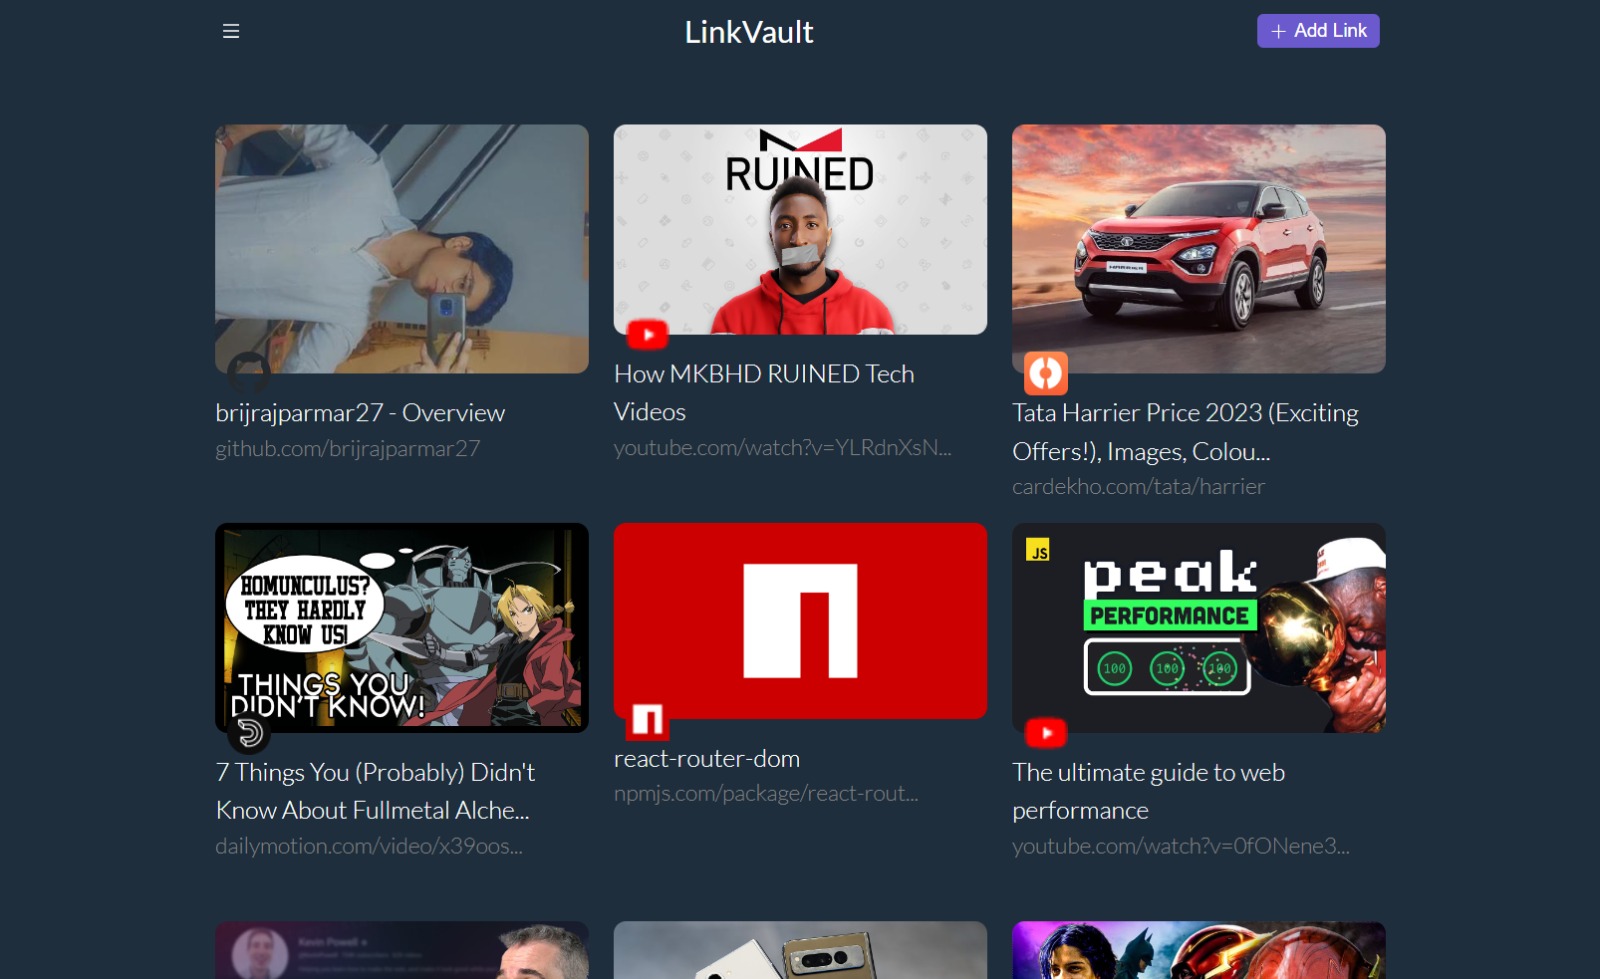 LinkVault
+ Add Link
RUINED
HARRIER
brijrajparmar27 - Overview
github.com/brijrajparmar27
How MKBHD RUINED Tech
Videos
youtube.com/watch?v=YLRdnXsN...
Tata Harrier Price 2023 (Exciting
Offers!), Images, Colou...
cardekho.com/tata/harrier
HOMUNCULUS?
THEY HARDLY
KNOW US!
THINGS YOU
DIDN'T KNOW!
JS
peak
PERFORMANCE
100 100 100
7 Things You (Probably) Didn't
Know About Fullmetal Alche...
dailymotion.com/video/x39oos...
react-router-dom
npmjs.com/package/react-rout...
The ultimate guide to web
performance
youtube.com/watch?v=0fONene3...
Kevin Powell